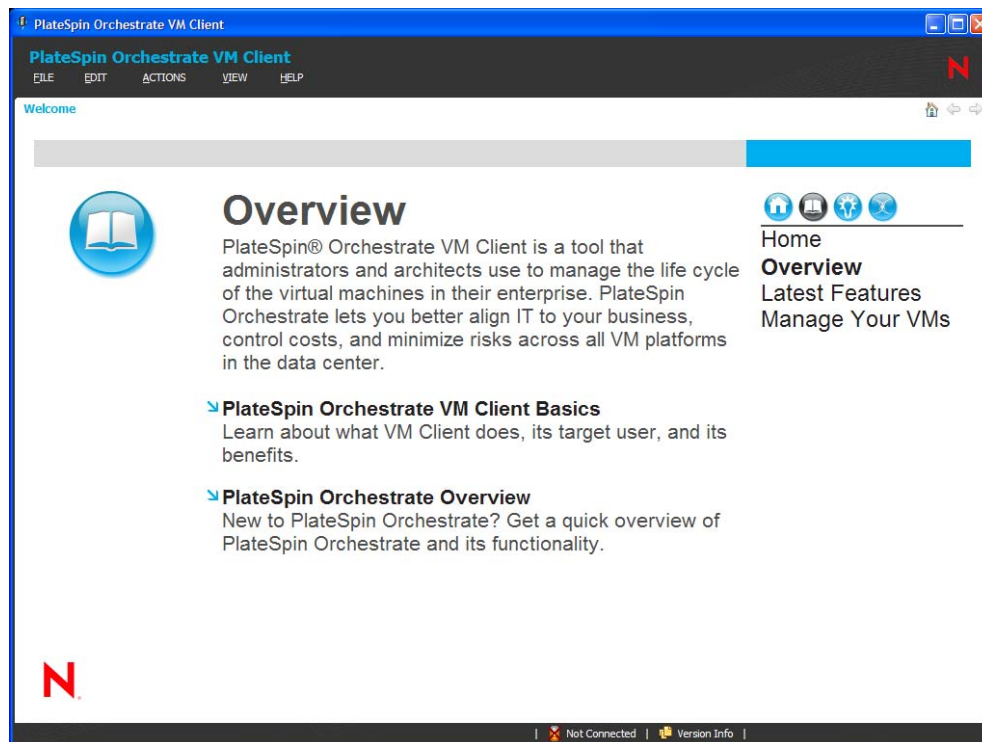 PlateSpin Orchestrate VM Client
PlateSpin Orchestrate VM Client
FILE EDIT ACTIONS VIEW HELP
N
Welcome
Overview
PlateSpin® Orchestrate VM Client is a tool that
administrators and architects use to manage the life cycle
of the virtual machines in their enterprise. PlateSpin
Orchestrate lets you better align IT to your business,
control costs, and minimize risks across all VM platforms
in the data center.
PlateSpin Orchestrate VM Client Basics
Learn about what VM Client does, its target user, and its
benefits.
PlateSpin Orchestrate Overview
New to PlateSpin Orchestrate? Get a quick overview of
PlateSpin Orchestrate and its functionality.
Home
Overview
Latest Features
Manage Your VMs
N
| Not Connected | Version Info |